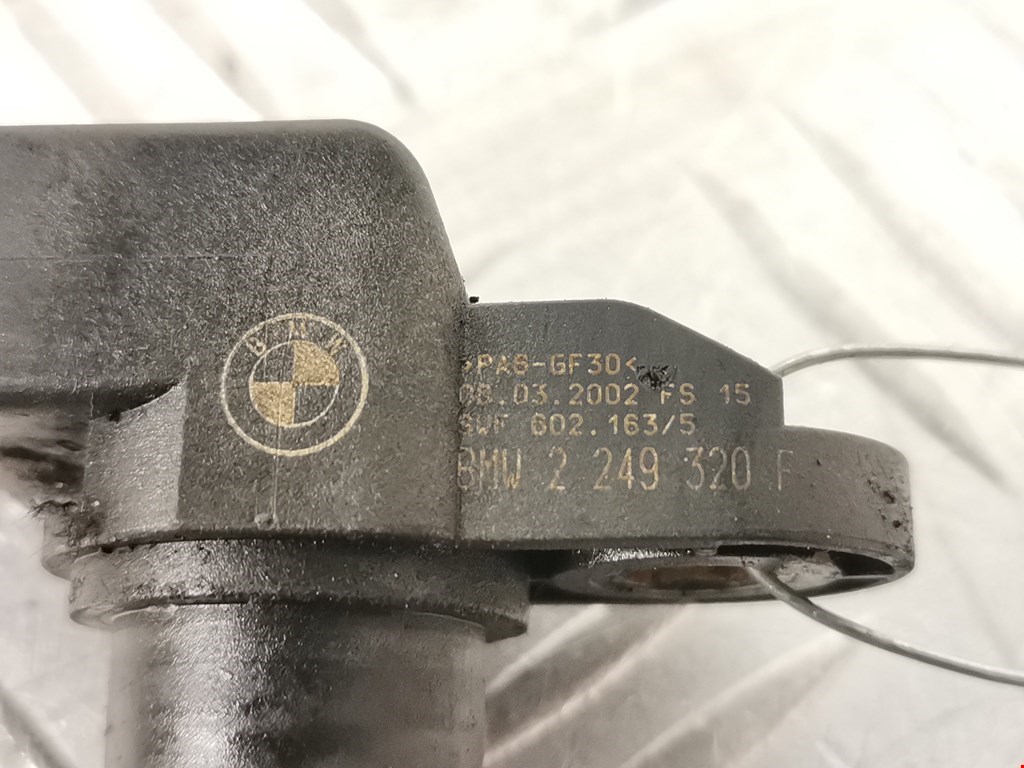 BMW
>PA6-GF30<
08.03.2002 FS 15
SWF 602.163/5
BMW 2 249 320 F